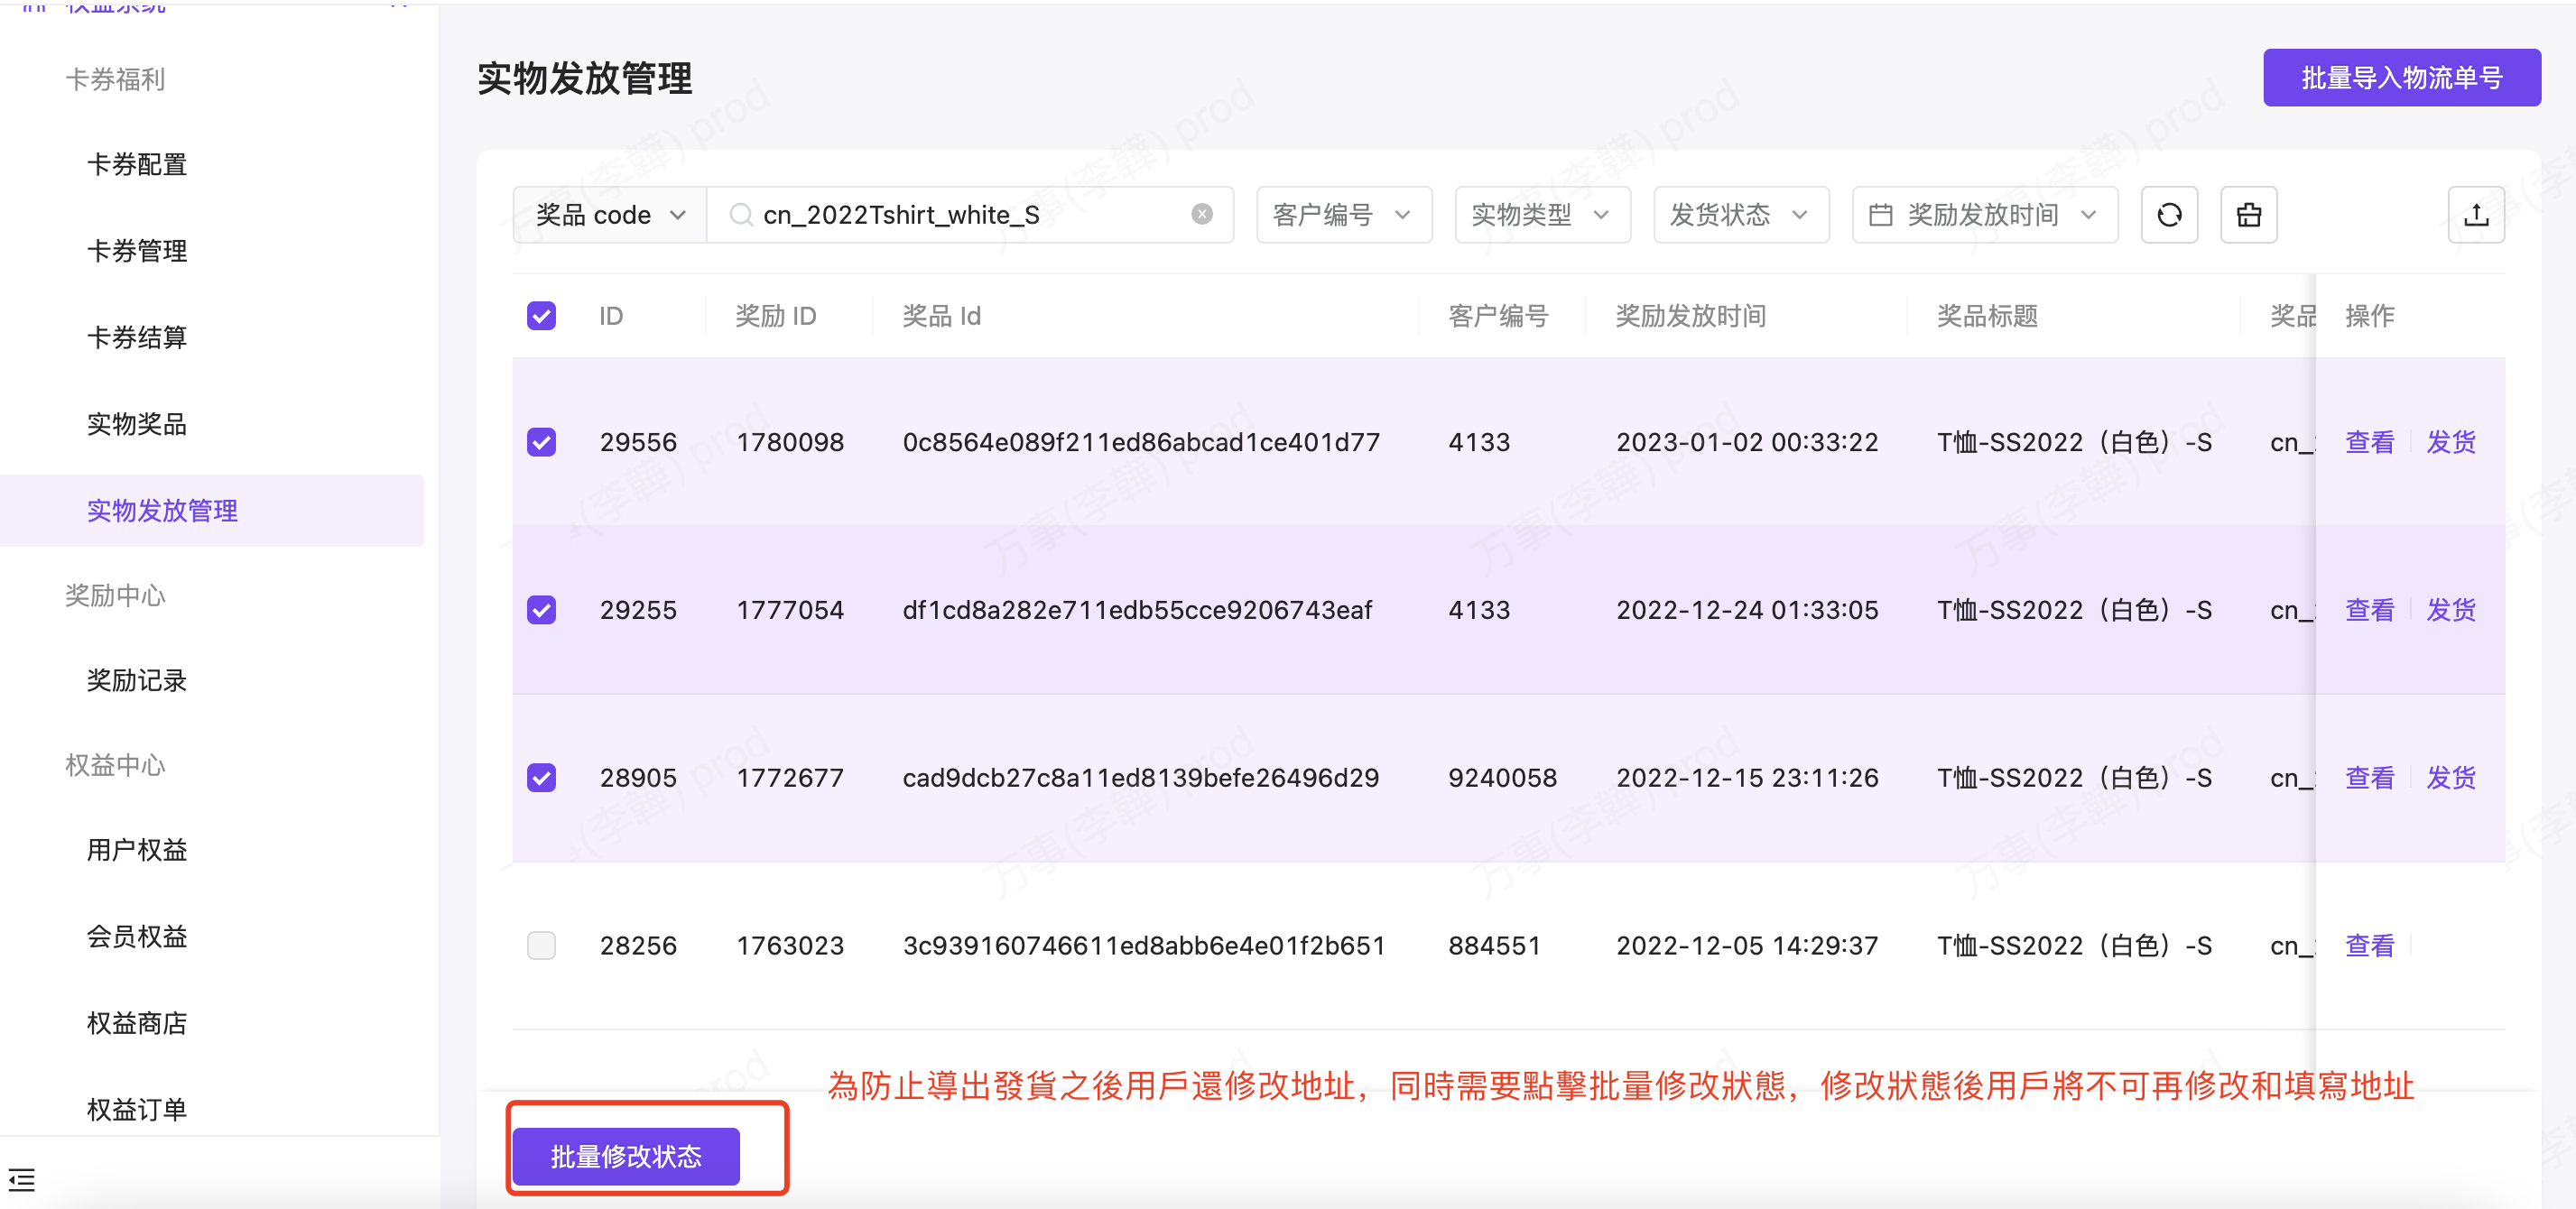 卡券福利
卡券配置
卡券管理
卡券结算
实物奖品
实物发放管理
奖励中心
奖励记录
权益中心
用户权益
会员权益
权益商店
权益订单
实物发放管理
批量导入物流单号
奖品 code
cn_2022Tshirt_white_S
客户编号
实物类型
发货状态
奖励发放时间
ID 奖励 ID 奖品 Id 客户编号 奖励发放时间 奖品标题 奖品 操作
29556 1780098 0c8564e089f211ed86abcad1ce401d77 4133 2023-01-02 00:33:22 T恤-SS2022（白色）-S cn_ 查看 发货
29255 1777054 df1cd8a282e711edb55cce9206743eaf 4133 2022-12-24 01:33:05 T恤-SS2022（白色）-S cn_ 查看 发货
28905 1772677 cad9dcb27c8a11ed8139befe26496d29 9240058 2022-12-15 23:11:26 T恤-SS2022（白色）-S cn_ 查看 发货
28256 1763023 3c939160746611ed8abb6e4e01f2b651 884551 2022-12-05 14:29:37 T恤-SS2022（白色）-S cn_ 查看
為防止導出發貨之後用戶還修改地址，同時需要點擊批量修改狀態，修改狀態後用戶將不可再修改和填寫地址
批量修改状态
万事(李韡) prod